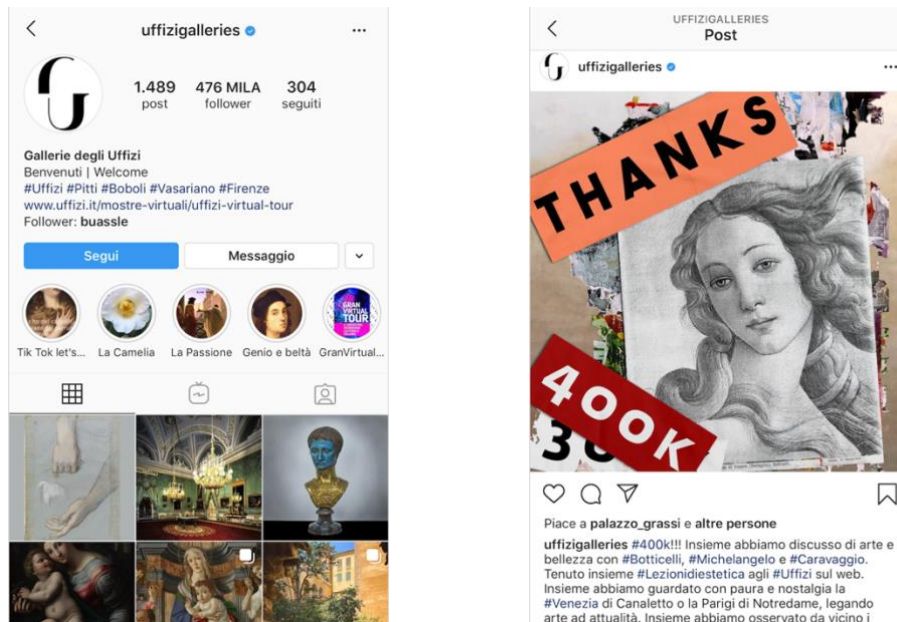 uffizigalleries
1.489 476 MILA 304
post follower seguiti
Gallerie degli Uffizi
Benvenuti | Welcome
#Uffizi #Pitti #Boboli #Vasariano #Firenze
www.uffizi.it/mostre-virtuali/uffizi-virtual-tour
Follower: buassle
Segui Messaggio
GRAN
VIRTUAL
TOUR
Tik Tok let's... La Camelia La Passione Genio e beltà GranVirtual...
UFFIZIGALLERIES
Post
uffizigalleries
THANKS
400K
Piace a palazzo_grassi e altre persone
uffizigalleries #400k!!! Insieme abbiamo discusso di arte e
bellezza con #Botticelli, #Michelangelo e #Caravaggio.
Tenuto insieme #Lezionidiestetica agli #Uffizi sul web.
Insieme abbiamo guardato con paura e nostalgia la
#Venezia di Canaletto o la Parigi di Notredame, legando
arte ad attualità. Insieme abbiamo osservato da vicino i